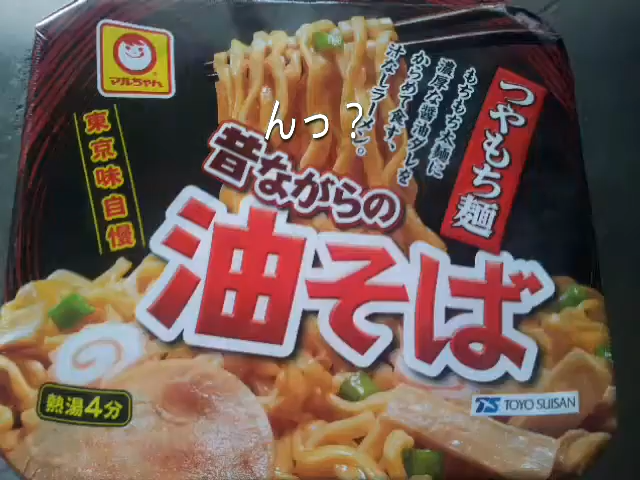 マルちゃん
東京味自慢
もちもち太麺に
濃厚な醤油ダレを
からめて食す、
汁なしラーメン。
つやもち麺
んっ？
昔ながらの
油そば
熱湯4分
TOYO SUISAN